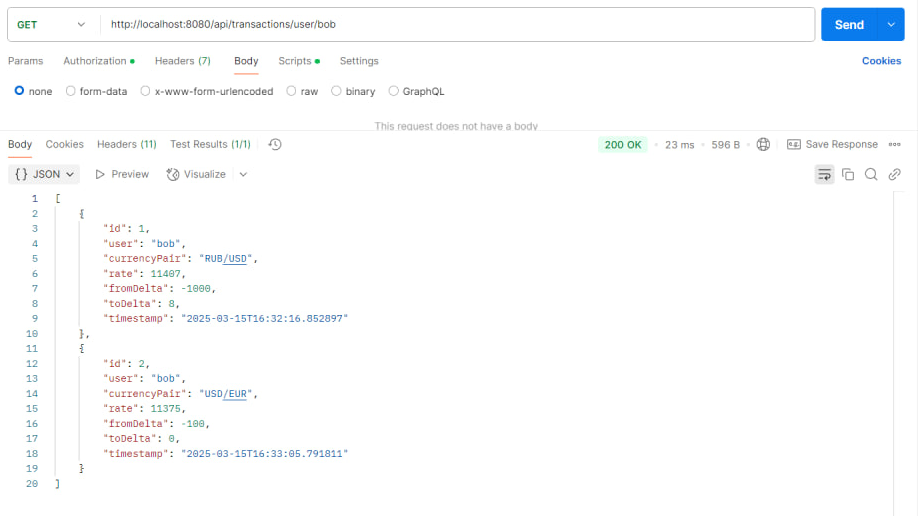 GET http://localhost:8080/api/transactions/user/bob Send
Params Authorization Headers (7) Body Scripts Settings Cookies
none form-data x-www-form-urlencoded raw binary GraphQL
This request does not have a body
Body Cookies Headers (11) Test Results (1/1) 200 OK 23 ms 596 B e.g. Save Response
{} JSON Preview Visualize
1 [
2 {
3 "id": 1,
4 "user": "bob",
5 "currencyPair": "RUB/USD",
6 "rate": 11407,
7 "fromDelta": -1000,
8 "toDelta": 8,
9 "timestamp": "2025-03-15T16:32:16.852897"
10 },
11 {
12 "id": 2,
13 "user": "bob",
14 "currencyPair": "USD/EUR",
15 "rate": 11375,
16 "fromDelta": -100,
17 "toDelta": 0,
18 "timestamp": "2025-03-15T16:33:05.791811"
19 }
20 ]